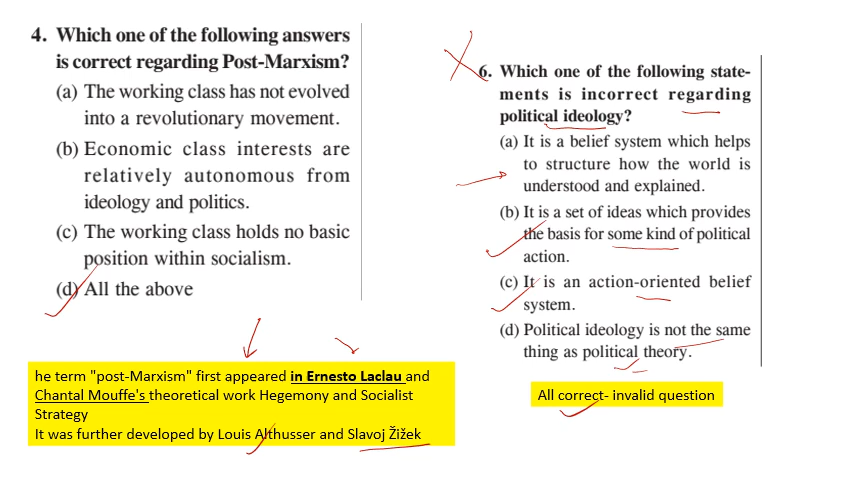 4. Which one of the following answers
is correct regarding Post-Marxism?
(a) The working class has not evolved
into a revolutionary movement.
(b) Economic class interests are
relatively autonomous from
ideology and politics.
(c) The working class holds no basic
position within socialism.
(d) All the above
he term "post-Marxism" first appeared in Ernesto Laclau and
Chantal Mouffe's theoretical work Hegemony and Socialist
Strategy
It was further developed by Louis Althusser and Slavoj Žižek
6. Which one of the following state-
ments is incorrect regarding
political ideology?
(a) It is a belief system which helps
to structure how the world is
understood and explained.
(b) It is a set of ideas which provides
the basis for some kind of political
action.
(c) It is an action-oriented belief
system.
(d) Political ideology is not the same
thing as political theory.
All correct- invalid question